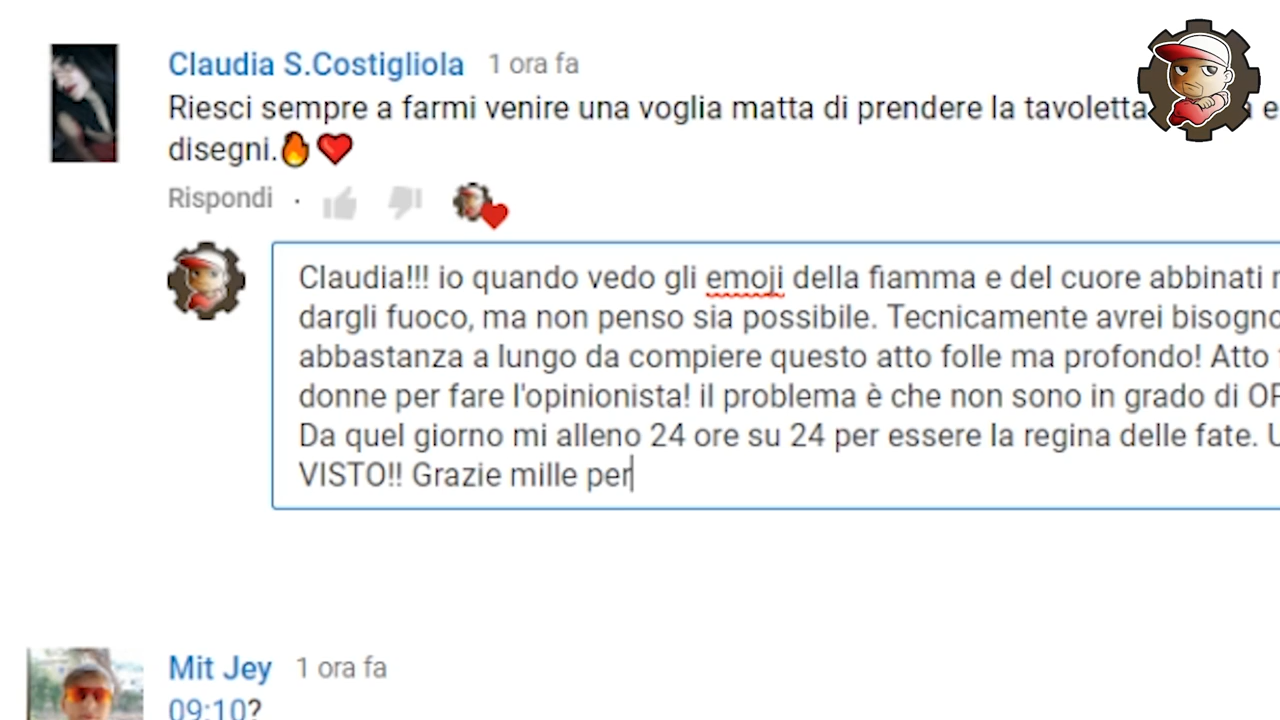 Claudia S.Costigliola 1 ora fa
Riesci sempre a farmi venire una voglia matta di prendere la tavoletta e
disegni.🔥❤️
Rispondi ·
Claudia!!! io quando vedo gli emoji della fiamma e del cuore abbinati
dargli fuoco, ma non penso sia possibile. Tecnicamente avrei bisogno
abbastanza a lungo da compiere questo atto folle ma profondo! Atto
donne per fare l'opinionista! il problema è che non sono in grado di
Da quel giorno mi alleno 24 ore su 24 per essere la regina delle fate.
VISTO!! Grazie mille per
Mit Jey 1 ora fa
09:10?